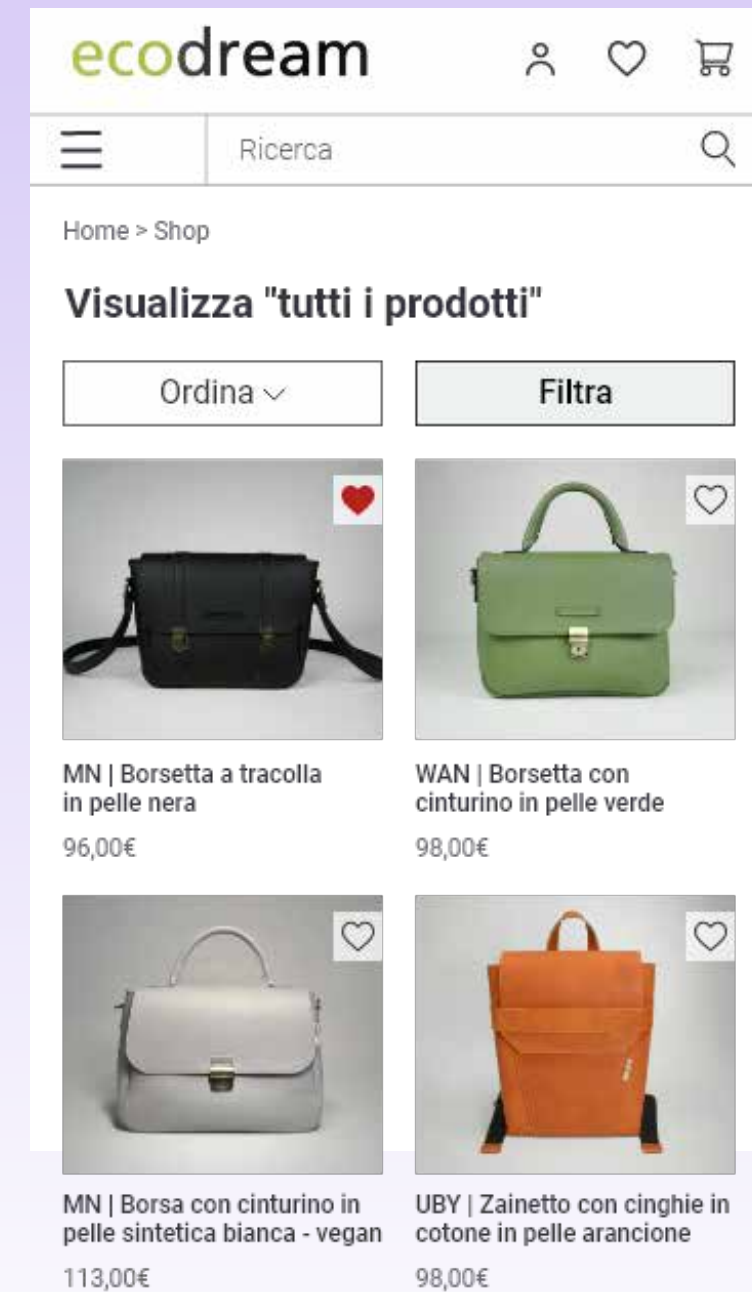 ecodream
Ricerca
Home > Shop
Visualizza "tutti i prodotti"
Ordina
Filtra
MN | Borsetta a tracolla
in pelle nera
96,00€
WAN | Borsetta con
cinturino in pelle verde
98,00€
MN | Borsa con cinturino in
pelle sintetica bianca - vegan
113,00€
UBY | Zainetto con cinghie in
cotone in pelle arancione
98,00€